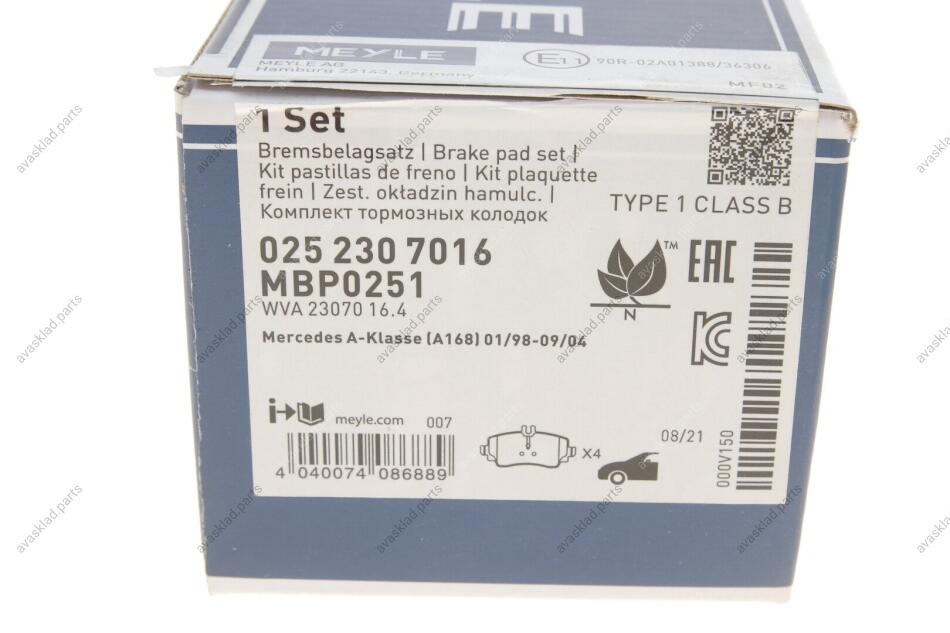 MEYLE
MEYLE AG
Hamburg 22143, Germany
E11 90R-02A01388/36306
MF02
1 Set
Bremsbelagsatz | Brake pad set |
Kit pastillas de freno | Kit plaquette
frein | Zest. okładzin hamulc. |
Комплект тормозных колодок
TYPE 1 CLASS B
025 230 7016
MBP0251
WVA 23070 16.4
Mercedes A-Klasse (A168) 01/98-09/04
TM
N
EAC
KC
i
meyle.com 007
4 040074 086889
X4
08/21
000V150
avasklad.parts